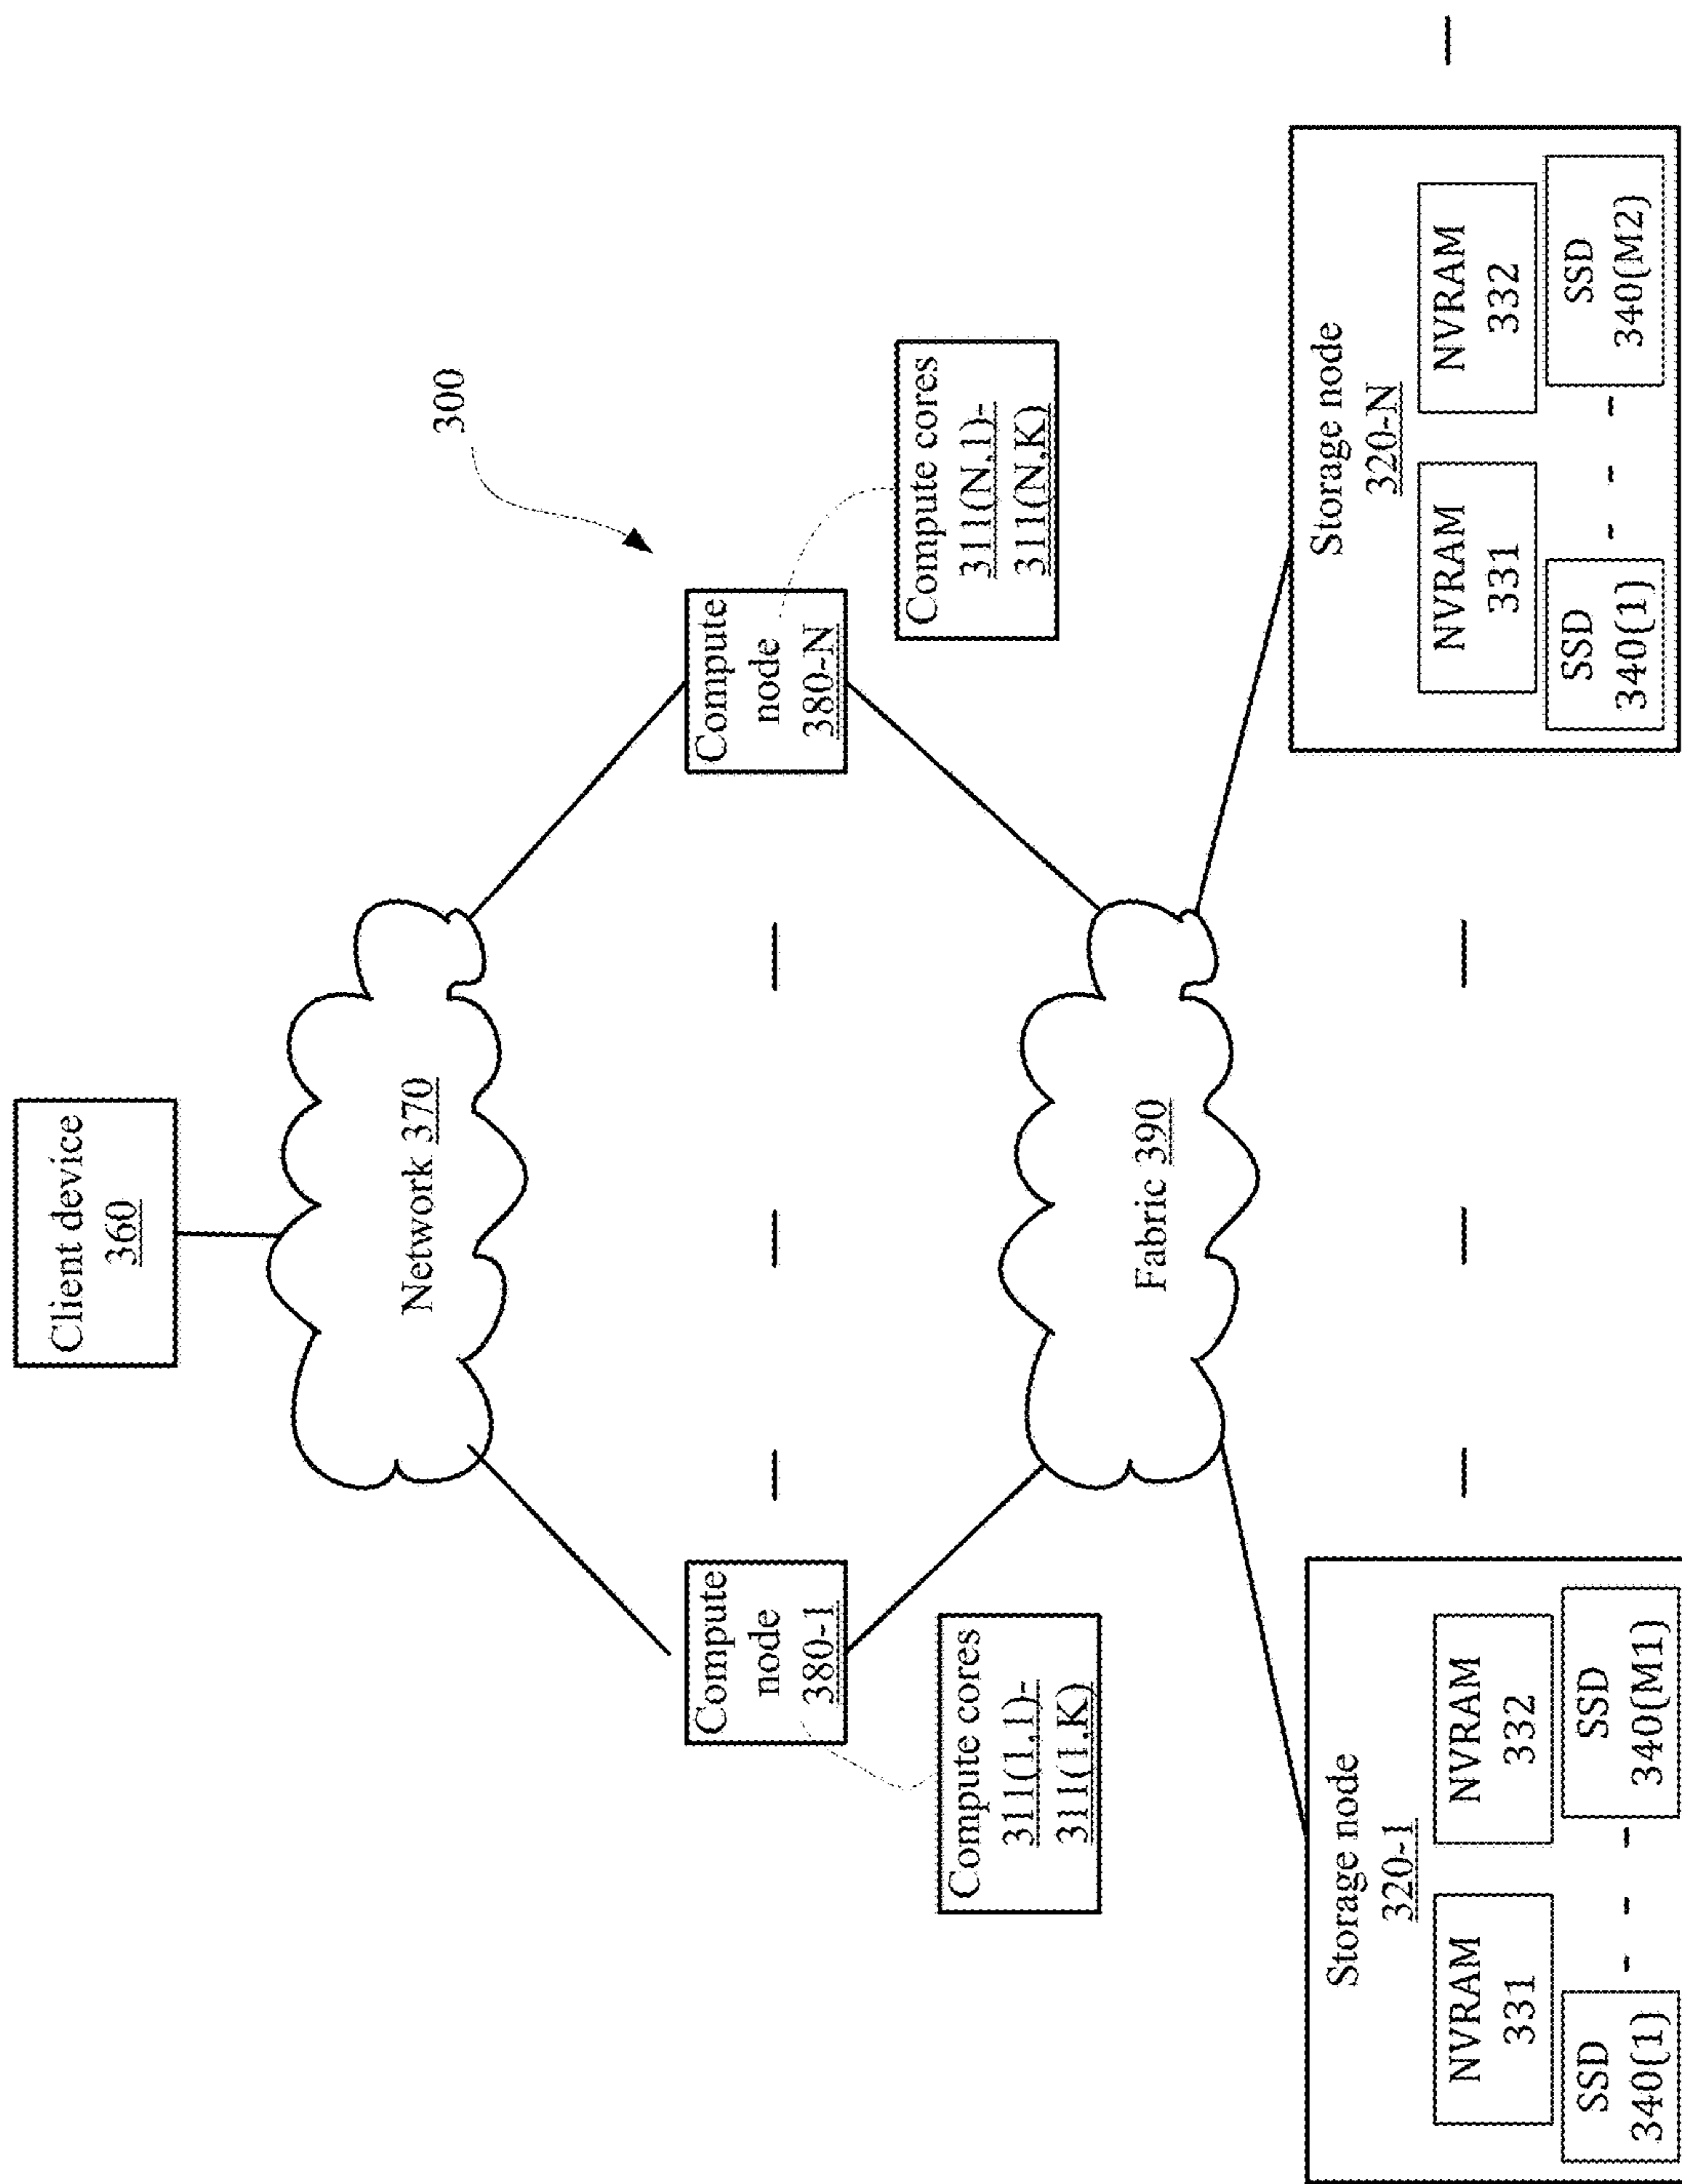 Client device
360
Network 370
300
Compute
node
380-1
Compute
node
380-N
Compute cores
311(1,1)-
311(1,K)
Compute cores
311(N,1)-
311(N,K)
Fabric 390
Storage node
320-1
NVRAM
331
NVRAM
332
SSD
340(1)
SSD
340(M1)
Storage node
320-N
NVRAM
331
NVRAM
332
SSD
340(1)
SSD
340(M2)